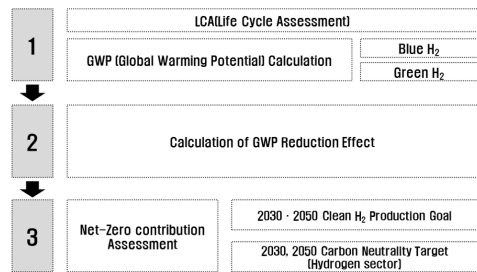 1
LCA(Life Cycle Assessment)
GWP (Global Warming Potential) Calculation
Blue H₂
Green H₂
2
Calculation of GWP Reduction Effect
3
Net-Zero contribution
Assessment
2030 · 2050 Clean H₂ Production Goal
2030, 2050 Carbon Neutrality Target
(Hydrogen sector)